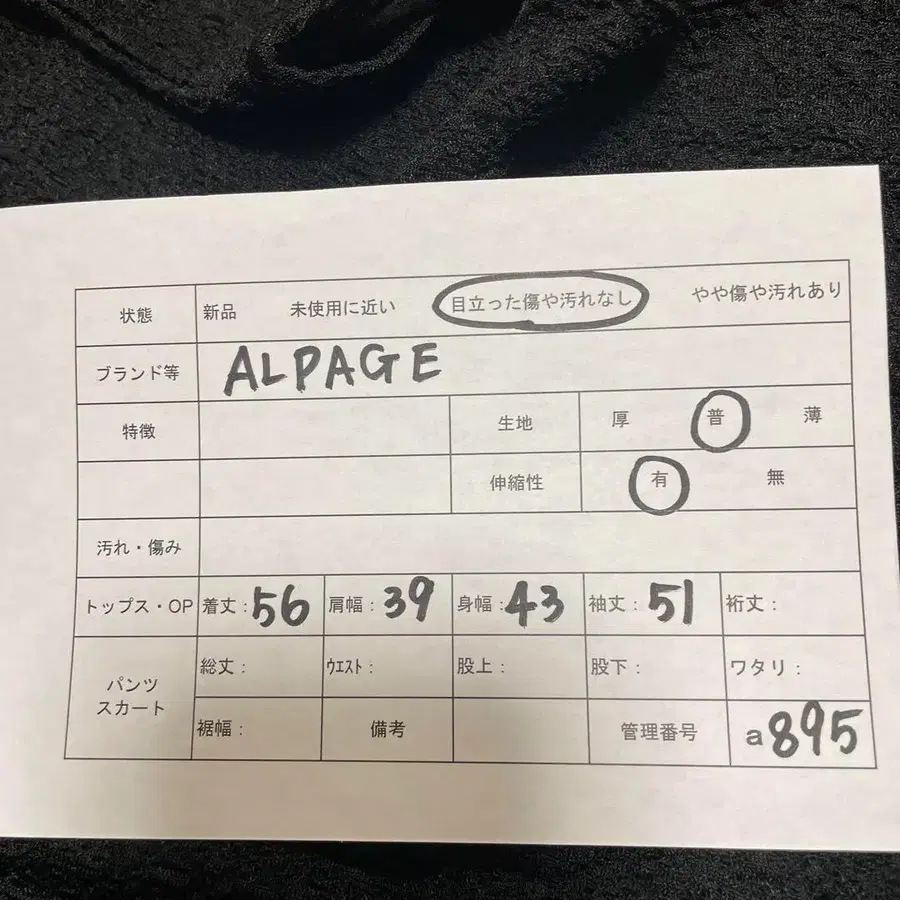 状態 新品 未使用に近い 目立った傷や汚れなし やや傷や汚れあり
ブランド等 ALPAGE
特徴 生地 厚 普 薄
伸縮性 有 無
汚れ・傷み
トップス・OP 着丈:56 肩幅:39 身幅:43 袖丈:51 裄丈:
パンツ
スカート
総丈: ウエスト: 股上: 股下: ワタリ:
裾幅: 備考 管理番号 a895